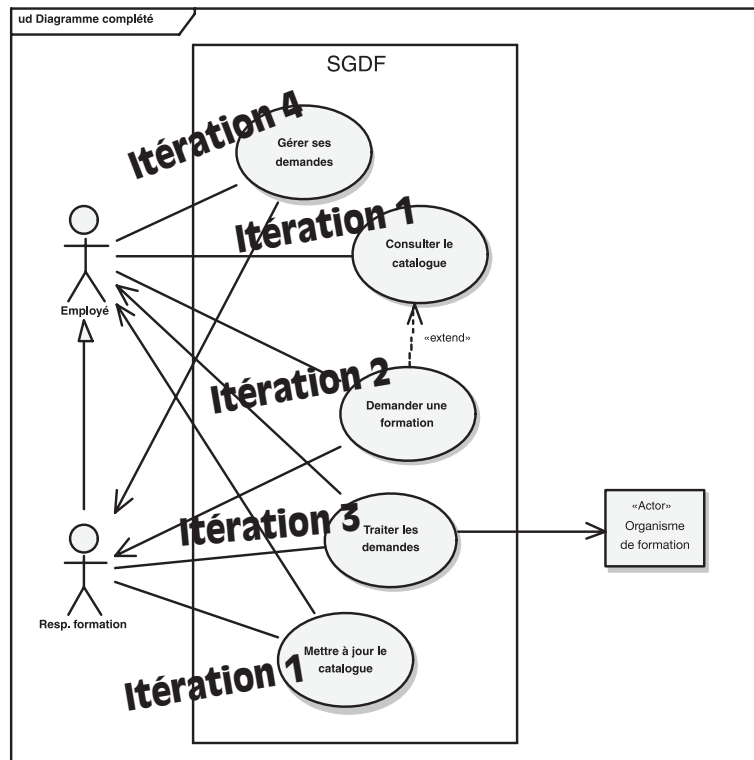 ud Diagramme complété
SGDF
Itération 4
Gérer ses
demandes
Itération 1
Consulter le
catalogue
Employé
«extend»
Itération 2
Demander une
formation
Itération 3
Traiter les
demandes
«Actor»
Organisme
de formation
Resp. formation
Mettre à jour le
catalogue
Itération 1